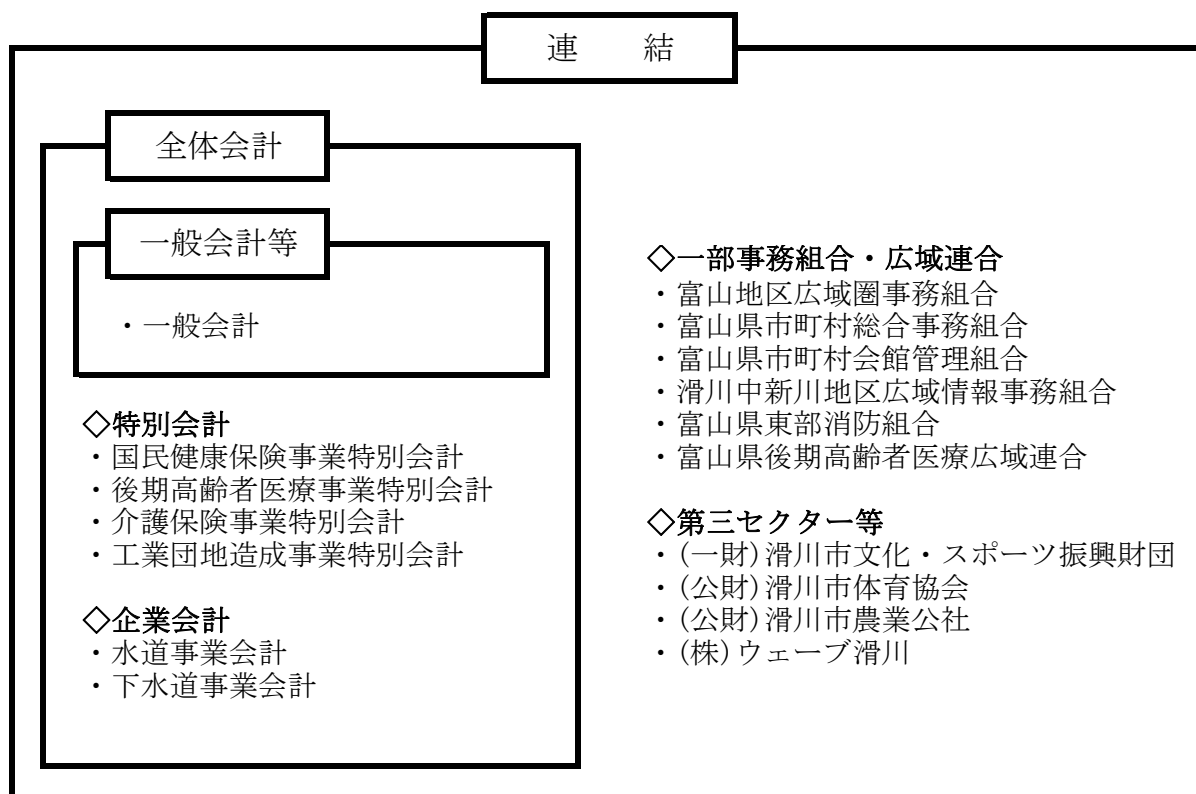 連　　結
全体会計
一般会計等
・一般会計
◇特別会計
・国民健康保険事業特別会計
・後期高齢者医療事業特別会計
・介護保険事業特別会計
・工業団地造成事業特別会計
◇企業会計
・水道事業会計
・下水道事業会計
◇一部事務組合・広域連合
・富山地区広域圏事務組合
・富山県市町村総合事務組合
・富山県市町村会館管理組合
・滑川中新川地区広域情報事務組合
・富山県東部消防組合
・富山県後期高齢者医療広域連合
◇第三セクター等
・(一財)滑川市文化・スポーツ振興財団
・(公財)滑川市体育協会
・(公財)滑川市農業公社
・(株)ウェーブ滑川